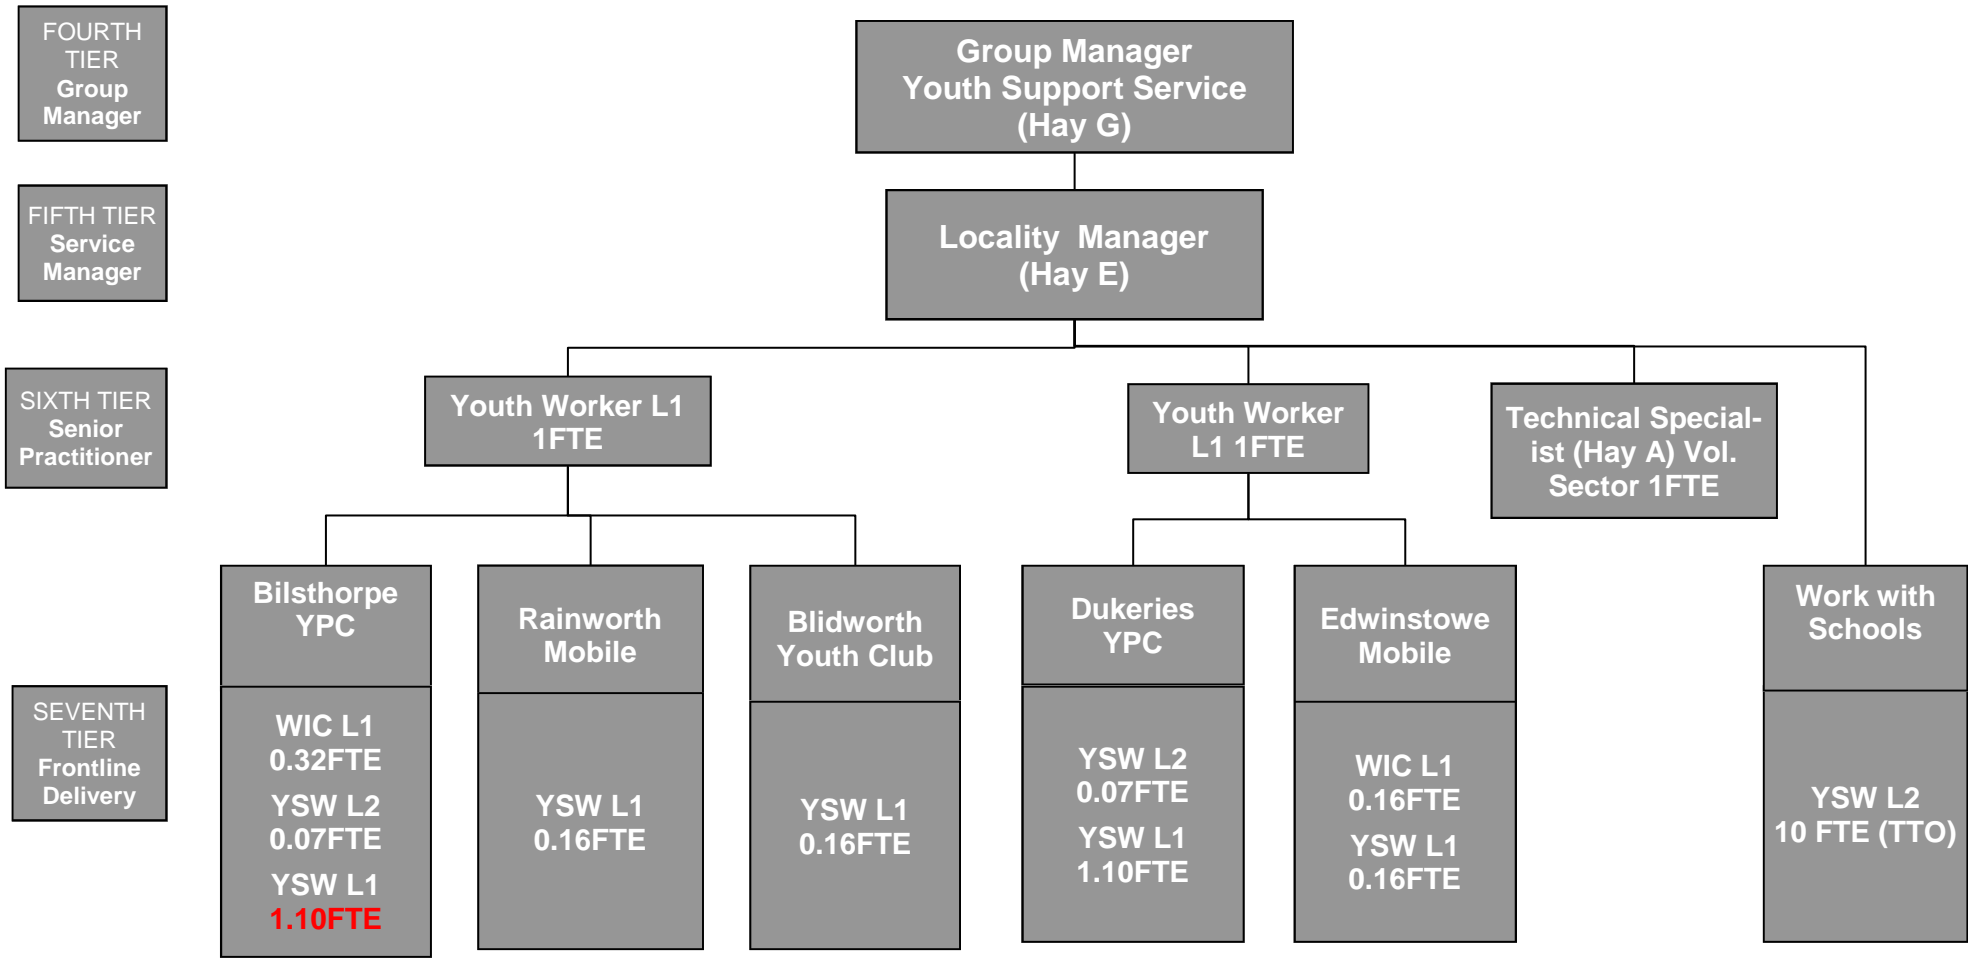 FOURTH
TIER
Group
Manager
Group Manager
Youth Support Service
(Hay G)
FIFTH TIER
Service
Manager
Locality  Manager
(Hay E)
SIXTH TIER
Senior
Practitioner
Youth Worker L1
1FTE
Youth Worker
L1 1FTE
Technical Special-
ist (Hay A) Vol.
Sector 1FTE
Bilsthorpe
YPC
Rainworth
Mobile
Blidworth
Youth Club
Dukeries
YPC
Edwinstowe
Mobile
Work with
Schools
SEVENTH
TIER
Frontline
Delivery
WIC L1
0.32FTE
YSW L2
0.07FTE
YSW L1
1.10FTE
YSW L1
0.16FTE
YSW L1
0.16FTE
YSW L2
0.07FTE
YSW L1
1.10FTE
WIC L1
0.16FTE
YSW L1
0.16FTE
YSW L2
10 FTE (TTO)